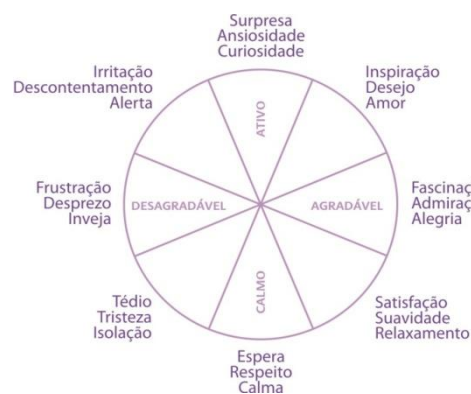 Surpresa
Ansiosidade
Curiosidade
Irritação
Descontentamento
Alerta
Inspiração
Desejo
Amor
ATIVO
Frustração
Desprezo
Inveja
DESAGRADÁVEL
AGRADÁVEL
Fascinaç
Admiraç
Alegria
CALMO
Tédio
Tristeza
Isolação
Satisfação
Suavidade
Relaxamento
Espera
Respeito
Calma